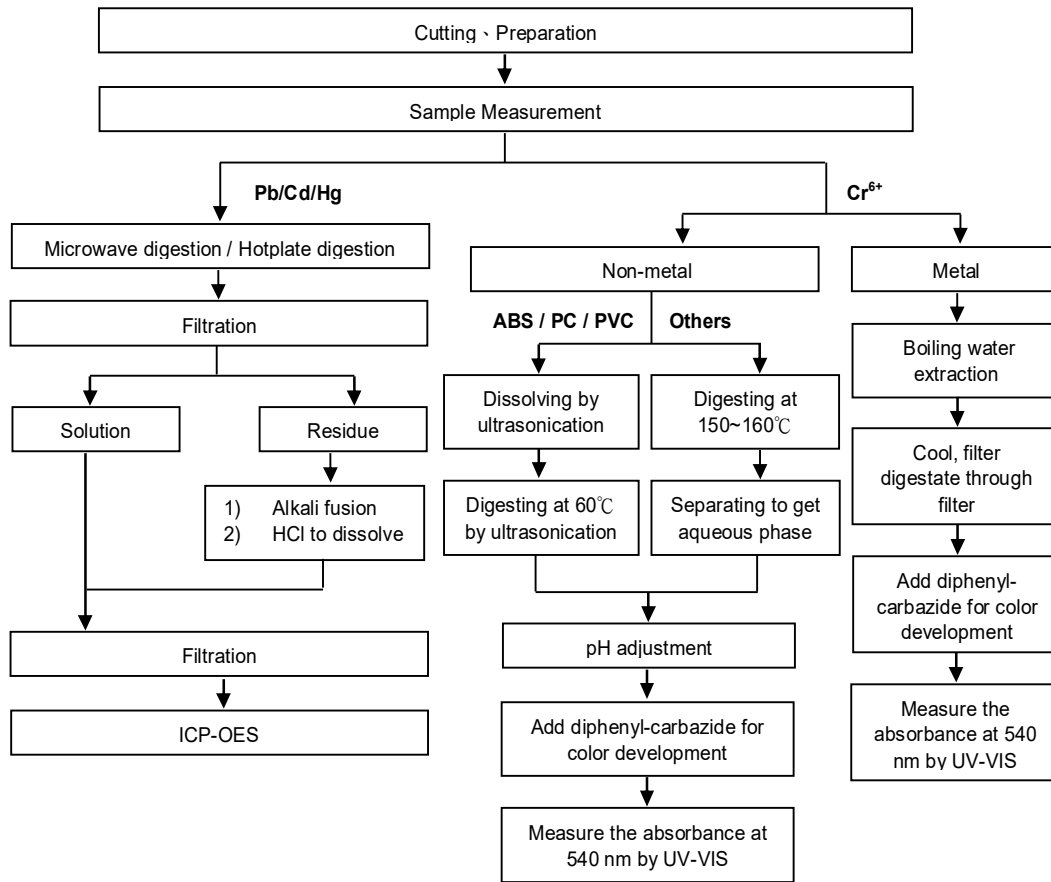 Cutting、Preparation
Sample Measurement
Pb/Cd/Hg
Cr⁶⁺
Microwave digestion / Hotplate digestion
Non-metal
Metal
Filtration
ABS / PC / PVC
Others
Boiling water
extraction
Solution
Residue
Dissolving by
ultrasonication
Digesting at
150~160℃
Cool, filter
digestate through
filter
1) Alkali fusion
2) HCl to dissolve
Digesting at 60℃
by ultrasonication
Separating to get
aqueous phase
Add diphenyl-
carbazide for color
development
Filtration
pH adjustment
ICP-OES
Add diphenyl-carbazide for
color development
Measure the
absorbance at 540
nm by UV-VIS
Measure the absorbance at
540 nm by UV-VIS